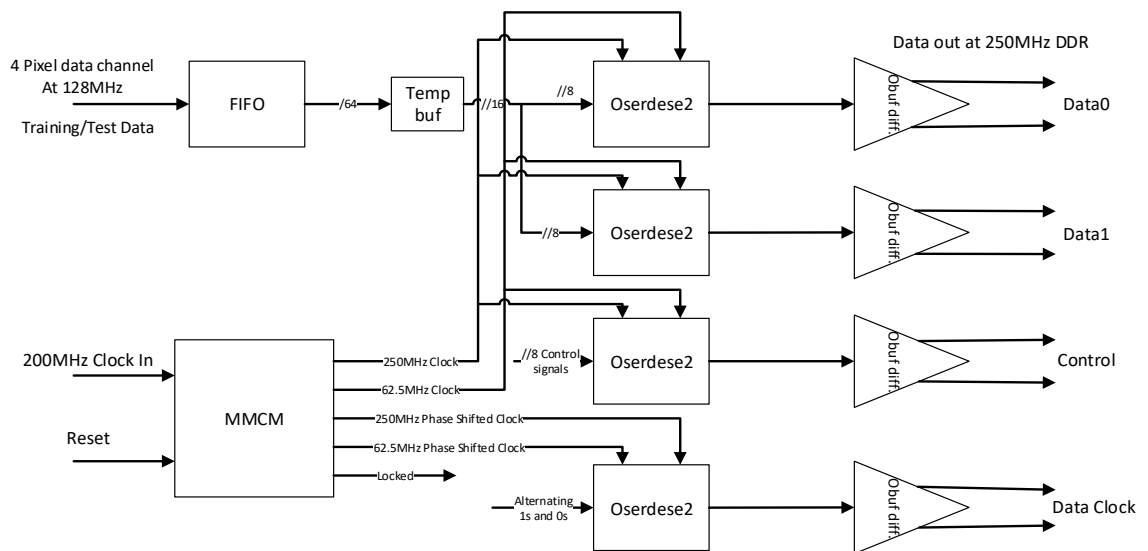 4 Pixel data channel
At 128MHz
Training/Test Data
FIFO
/64
Temp
buf
//16
//8
Oserdese2
Obuf diff.
Data out at 250MHz DDR
Data0
//8
Oserdese2
Obuf diff.
Data1
200MHz Clock In
Reset
MMCM
250MHz Clock
62.5MHz Clock
250MHz Phase Shifted Clock
62.5MHz Phase Shifted Clock
Locked
//8 Control
signals
Oserdese2
Obuf diff.
Control
Alternating
1s and 0s
Oserdese2
Obuf diff.
Data Clock